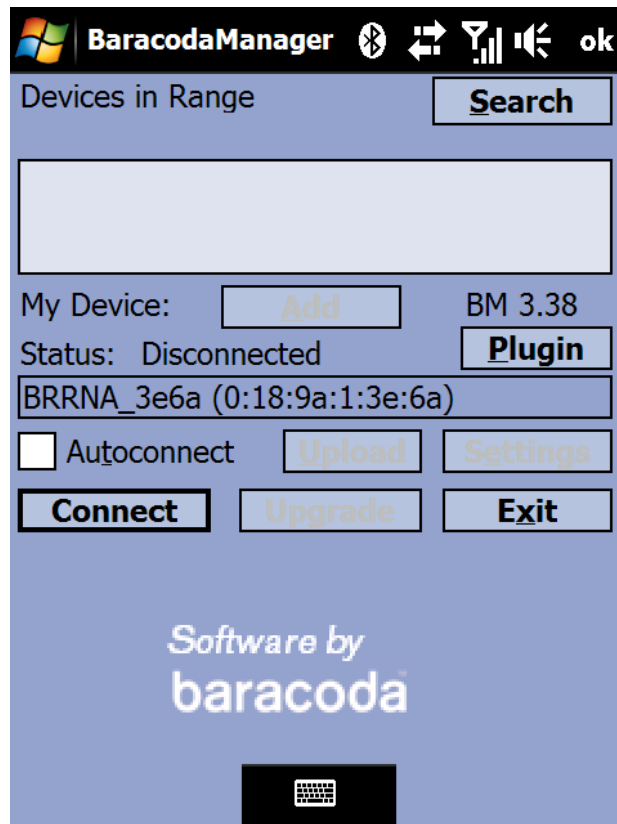 BaracodaManager ok
Devices in Range Search
My Device: Add BM 3.38
Status: Disconnected Plugin
BRRNA_3e6a (0:18:9a:1:3e:6a)
Autoconnect Upload Settings
Connect Upgrade Exit
Software by
baracoda